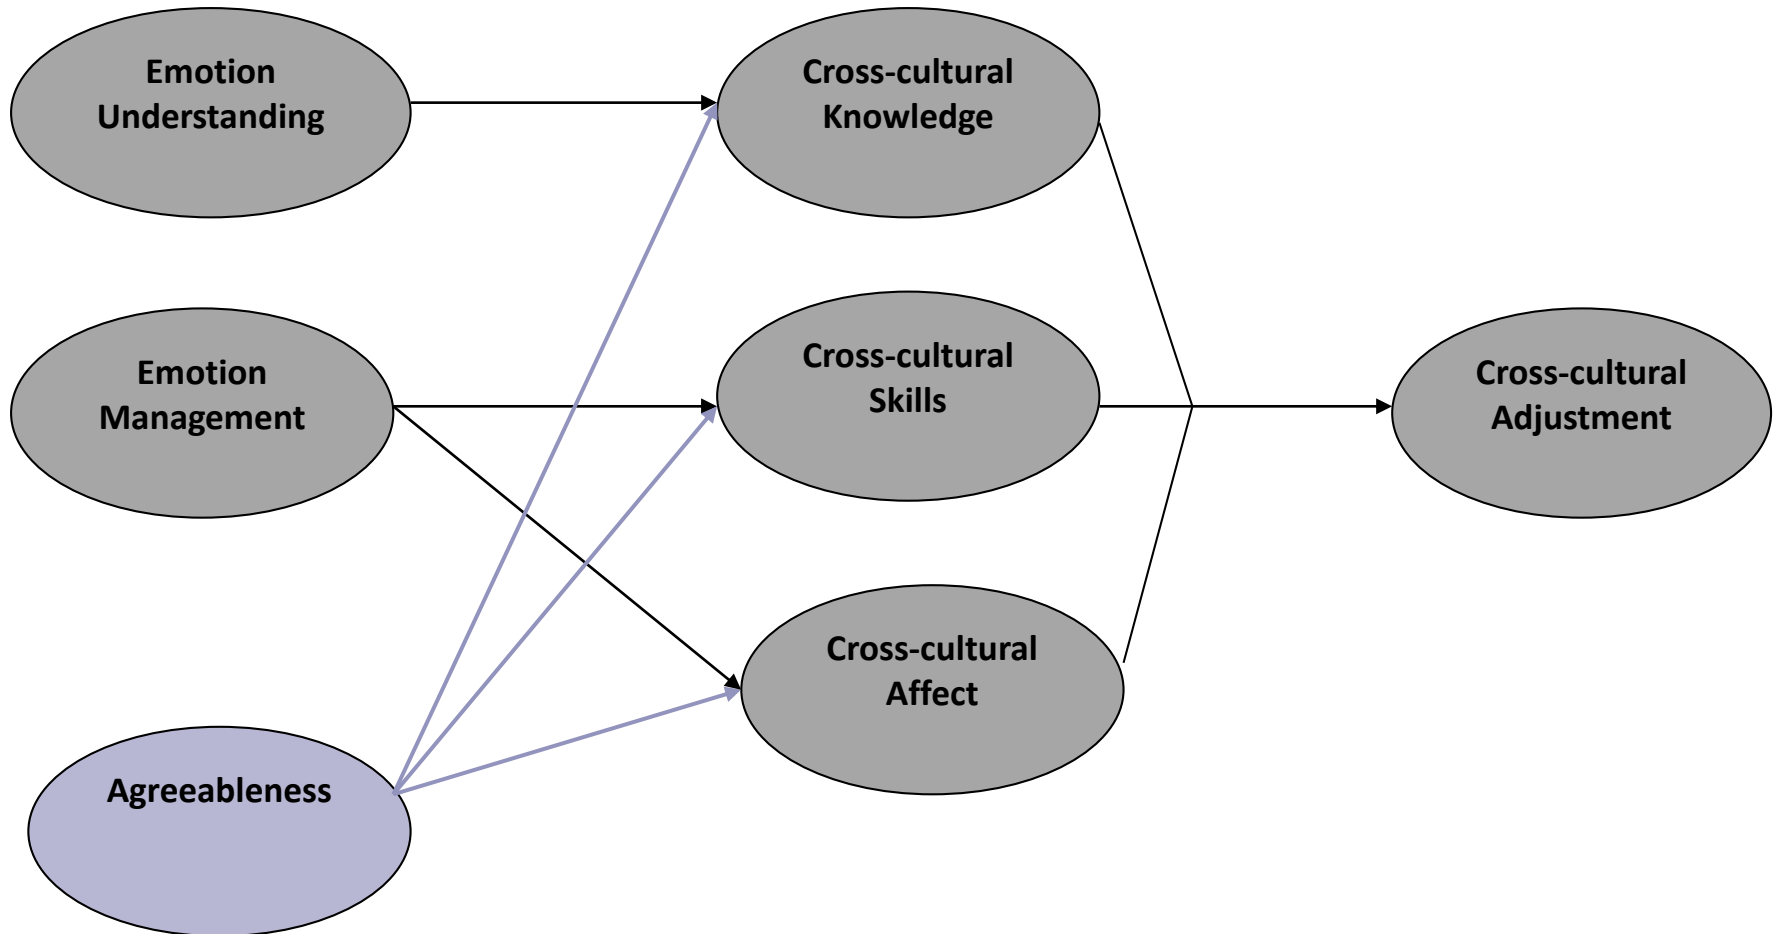 Emotion
Understanding
Cross-cultural
Knowledge
Emotion
Management
Cross-cultural
Skills
Cross-cultural
Adjustment
Cross-cultural
Affect
Agreeableness